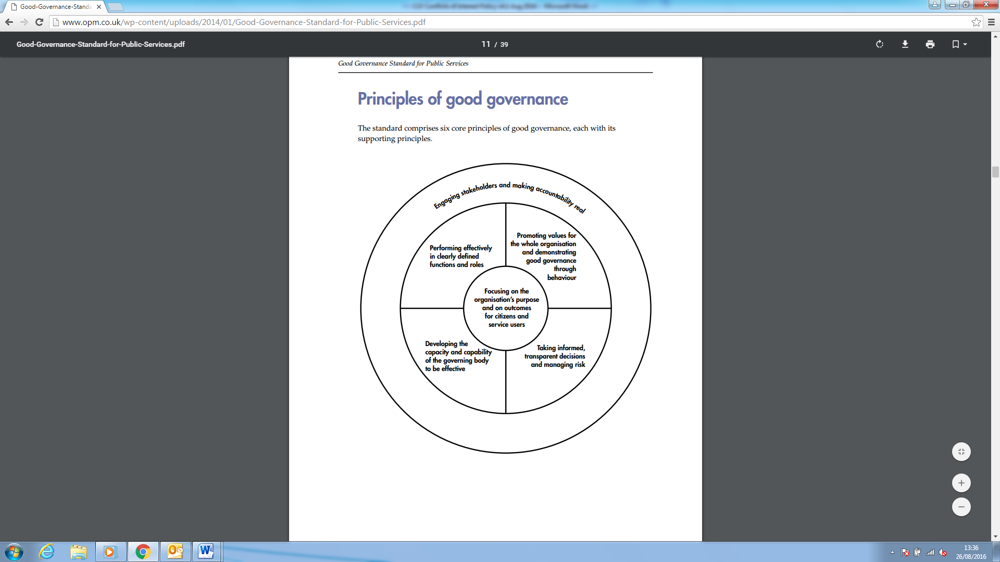 Good-Governance-Standa
www.opm.co.uk/wp-content/uploads/2014/01/Good-Governance-Standard-for-Public-Services.pdf
Good-Governance-Standard-for-Public-Services.pdf
11 / 39
Good Governance Standard for Public Services
Principles of good governance
The standard comprises six core principles of good governance, each with its
supporting principles.
Engaging stakeholders and making accountability real
Performing effectively
in clearly defined
functions and roles
Promoting values for
the whole organisation
and demonstrating
good governance
through
behaviour
Focusing on the
organisation's purpose
and on outcomes
for citizens and
service users
Developing the
capacity and capability
of the governing body
to be effective
Taking informed,
transparent decisions
and managing risk
13:36
26/08/2016